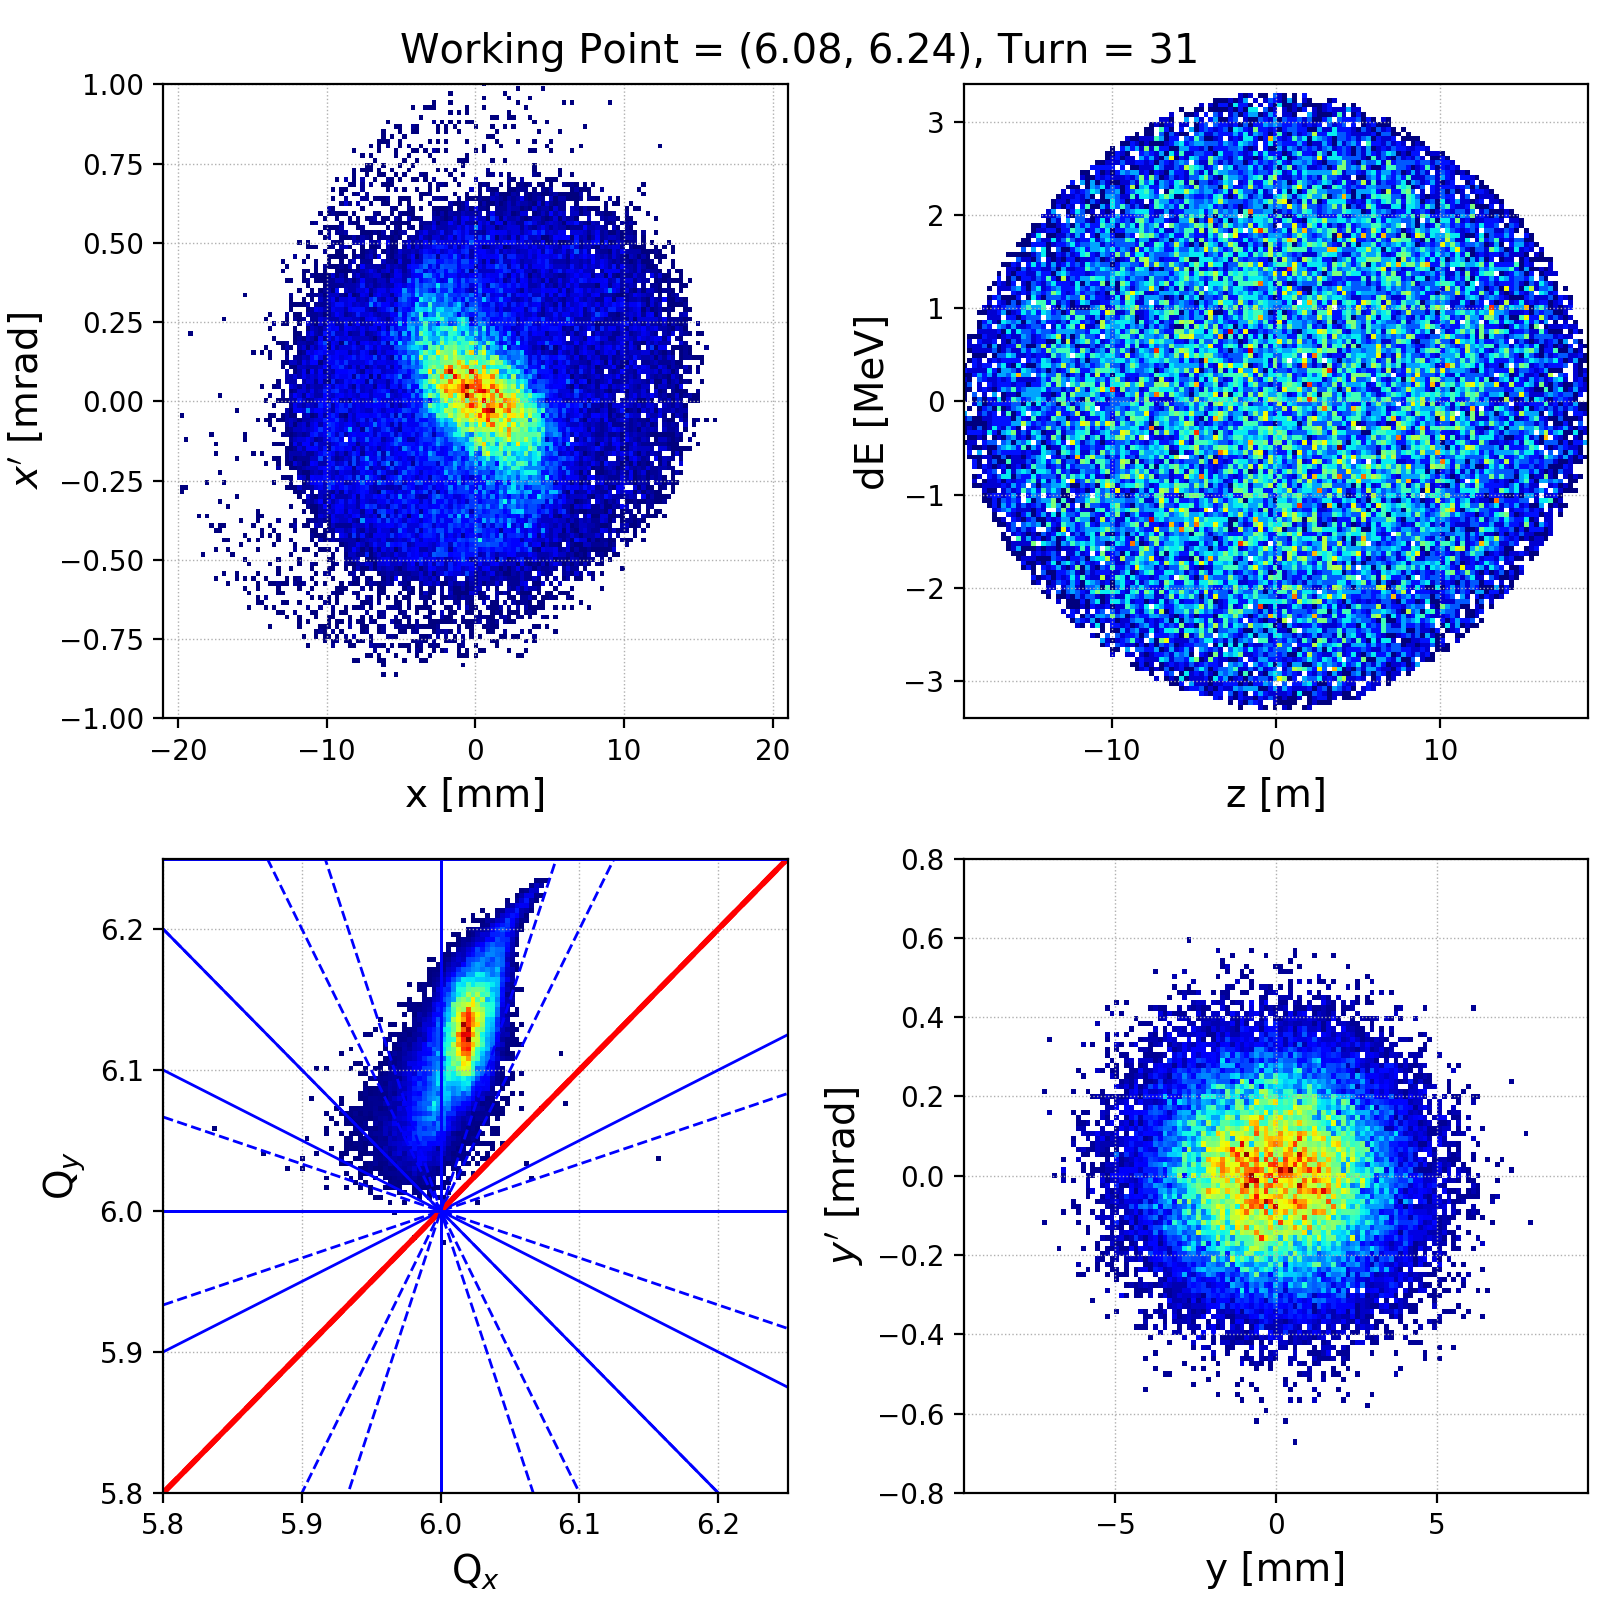 Working Point = (6.08, 6.24), Turn = 31
1.00
0.75
0.50
0.25
0.00
−0.25
−0.50
−0.75
−1.00
x′ [mrad]
−20 −10 0 10 20
x [mm]
3
2
1
0
−1
−2
−3
dE [MeV]
−10 0 10
z [m]
6.2
6.1
6.0
5.9
5.8
Qy
5.8 5.9 6.0 6.1 6.2
Qx
0.8
0.6
0.4
0.2
0.0
−0.2
−0.4
−0.6
−0.8
y′ [mrad]
−5 0 5
y [mm]